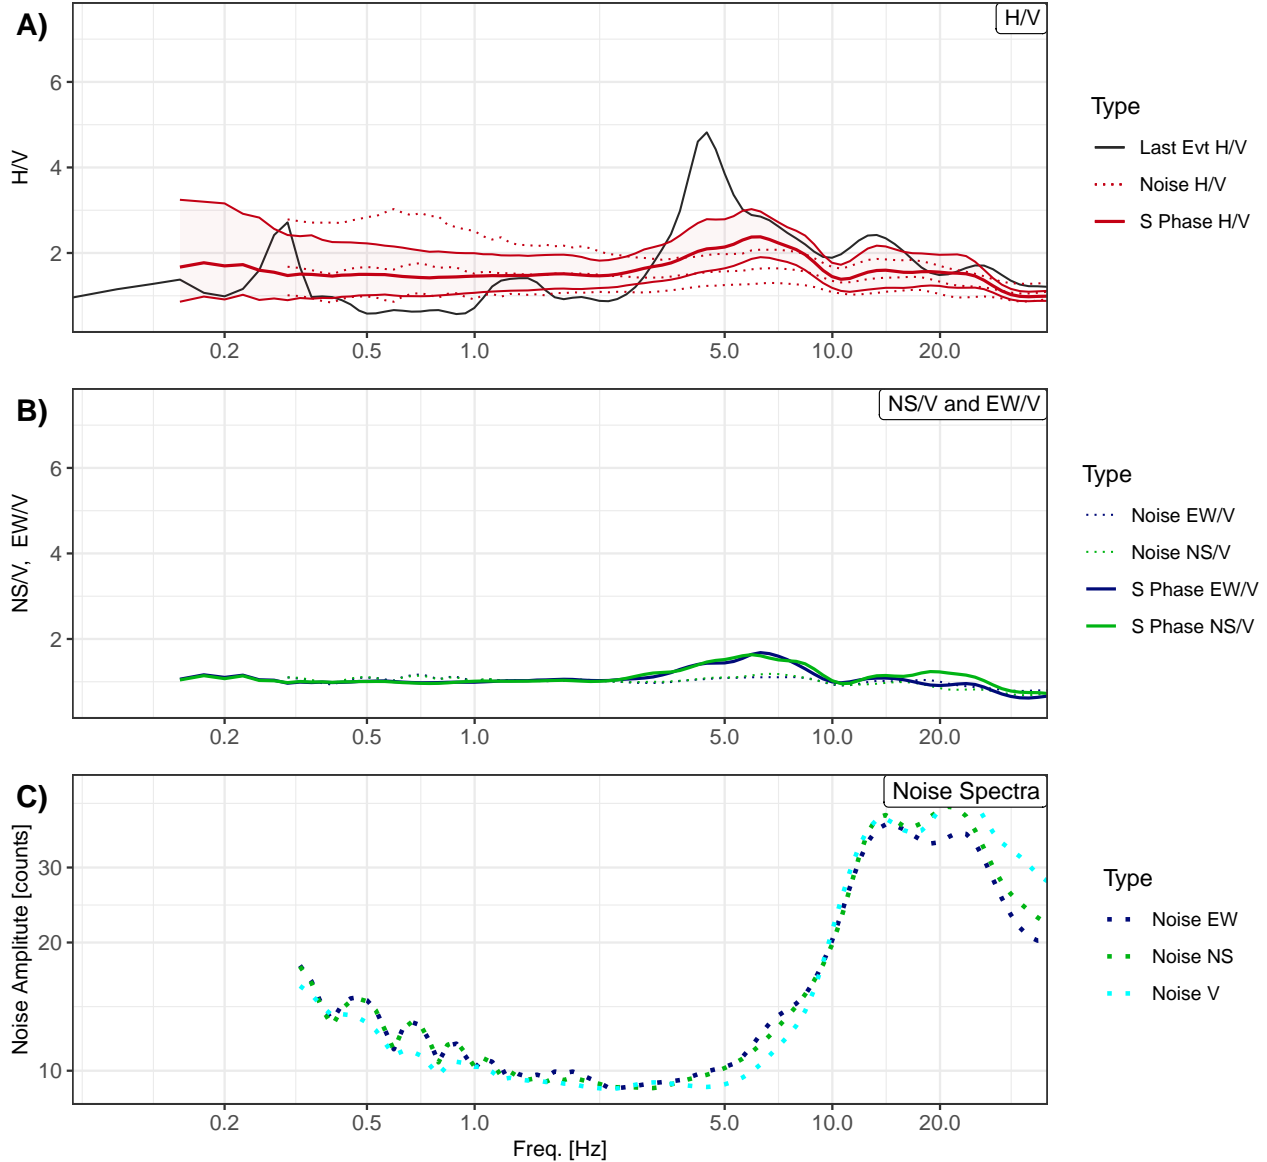 A)
H/V
H/V
6
4
2
0.2 0.5 1.0 5.0 10.0 20.0
Type
Last Evt H/V
Noise H/V
S Phase H/V
B)
NS/V and EW/V
NS/V, EW/V
6
4
2
0.2 0.5 1.0 5.0 10.0 20.0
Type
Noise EW/V
Noise NS/V
S Phase EW/V
S Phase NS/V
C)
Noise Spectra
Noise Amplitute [counts]
30
20
10
0.2 0.5 1.0 5.0 10.0 20.0
Freq. [Hz]
Type
Noise EW
Noise NS
Noise V